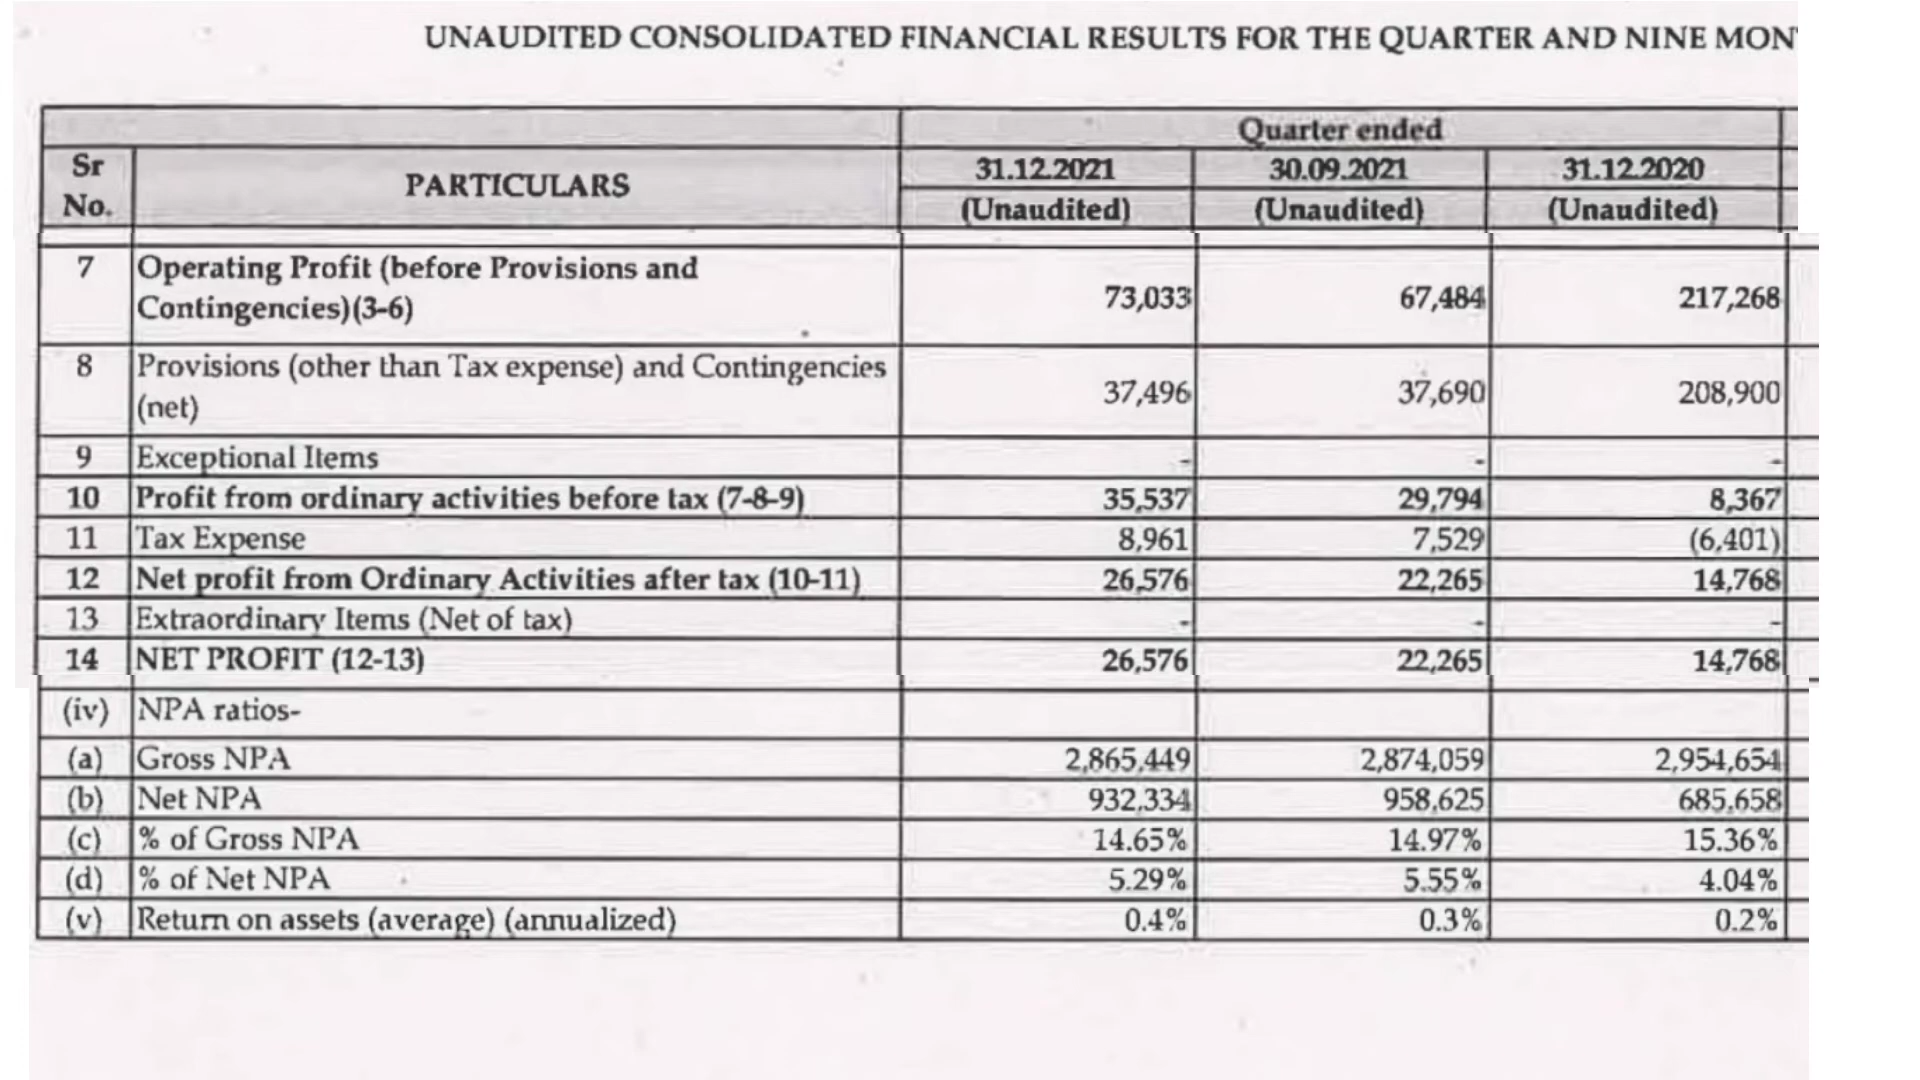 UNAUDITED CONSOLIDATED FINANCIAL RESULTS FOR THE QUARTER AND NINE MON
Quarter ended
Sr No. PARTICULARS 31.12.2021 30.09.2021 31.12.2020
(Unaudited) (Unaudited) (Unaudited)
7 Operating Profit (before Provisions and
Contingencies)(3-6) 73,033 67,484 217,268
8 Provisions (other than Tax expense) and Contingencies
(net) 37,496 37,690 208,900
9 Exceptional Items - - -
10 Profit from ordinary activities before tax (7-8-9) 35,537 29,794 8,367
11 Tax Expense 8,961 7,529 (6,401)
12 Net profit from Ordinary Activities after tax (10-11) 26,576 22,265 14,768
13 Extraordinary Items (Net of tax) - - -
14 NET PROFIT (12-13) 26,576 22,265 14,768
(iv) NPA ratios-
(a) Gross NPA 2,865,449 2,874,059 2,954,654
(b) Net NPA 932,334 958,625 685,658
(c) % of Gross NPA 14.65% 14.97% 15.36%
(d) % of Net NPA 5.29% 5.55% 4.04%
(v) Return on assets (average) (annualized) 0.4% 0.3% 0.2%